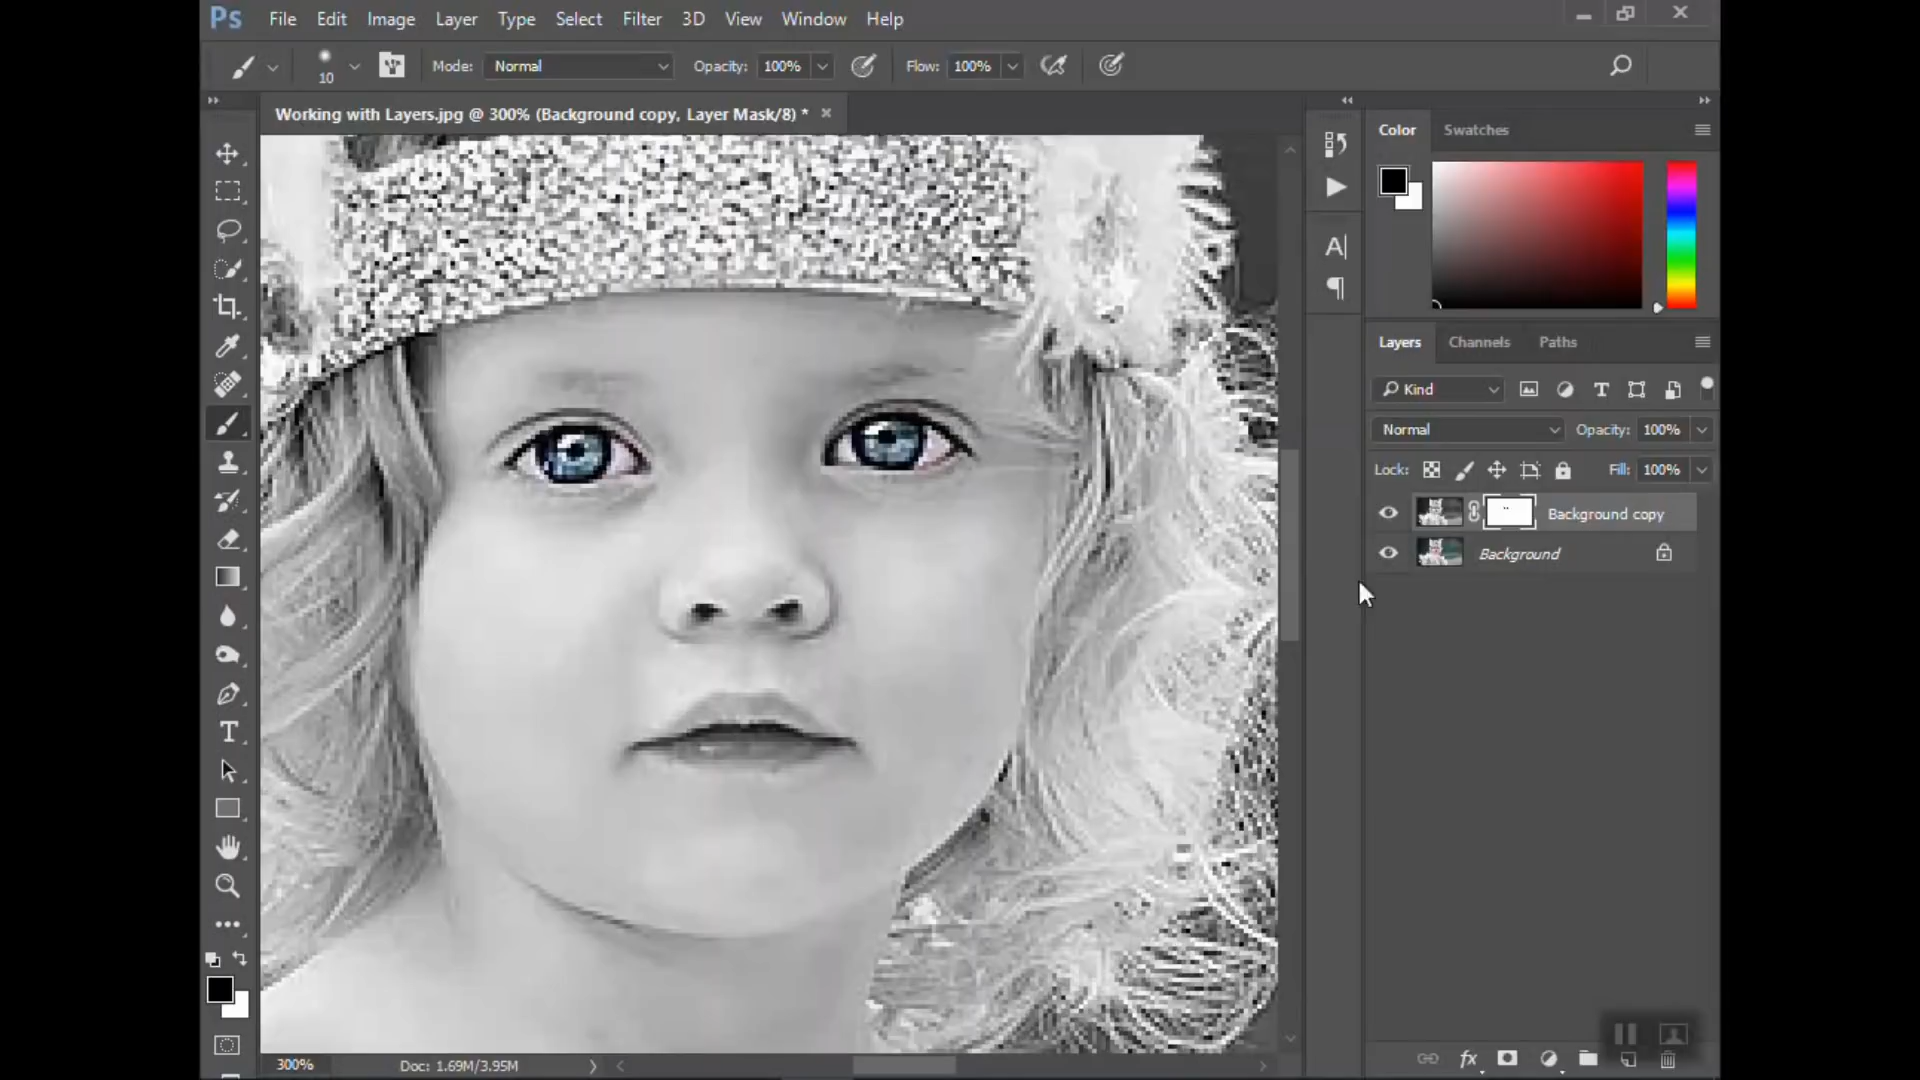 Ps File Edit Image Layer Type Select Filter 3D View Window Help
10 Mode: Normal Opacity: 100% Flow: 100%
Working with Layers.jpg @ 300% (Background copy, Layer Mask/8) * ×
Color Swatches
Layers Channels Paths
Kind
Normal Opacity: 100%
Lock: Fill: 100%
Background copy
Background
300% Doc: 1.69M/3.95M